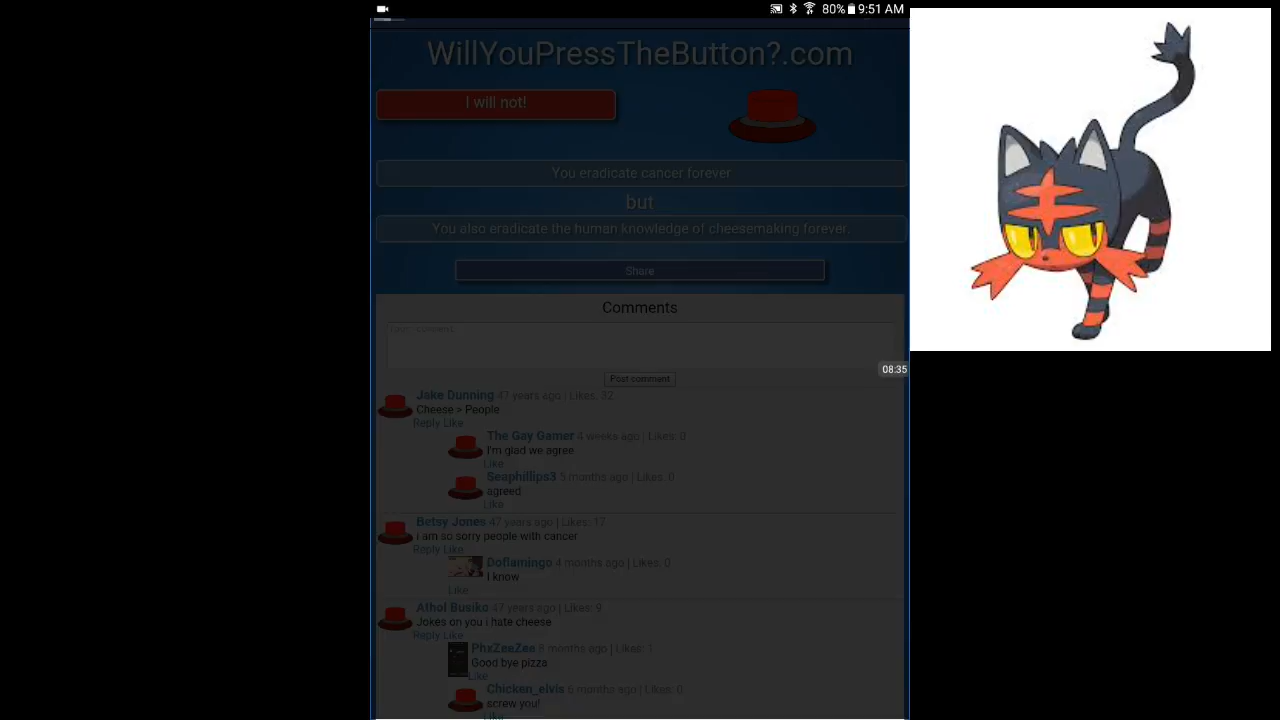 80% 9:51 AM
WillYouPressTheButton?.com
I will not!
You eradicate cancer forever
but
You also eradicate the human knowledge of cheesemaking forever.
Share
Comments
Post comment
08:35
Jake Dunning 47 years ago | Likes: 32
Cheese > People
Reply Like
The Gay Gamer 4 weeks ago | Likes: 0
I'm glad we agree
Like
Seaphillips3 5 months ago | Likes: 0
agreed
Like
Betsy Jones 47 years ago | Likes: 17
i am so sorry people with cancer
Reply Like
Doflamingo 4 months ago | Likes: 0
I know
Like
Athol Busiko 47 years ago | Likes: 9
Jokes on you i hate cheese
Reply Like
PhxZeeZee 8 months ago | Likes: 1
Good bye pizza
Like
Chicken_elvis 6 months ago | Likes: 0
screw you!
Like